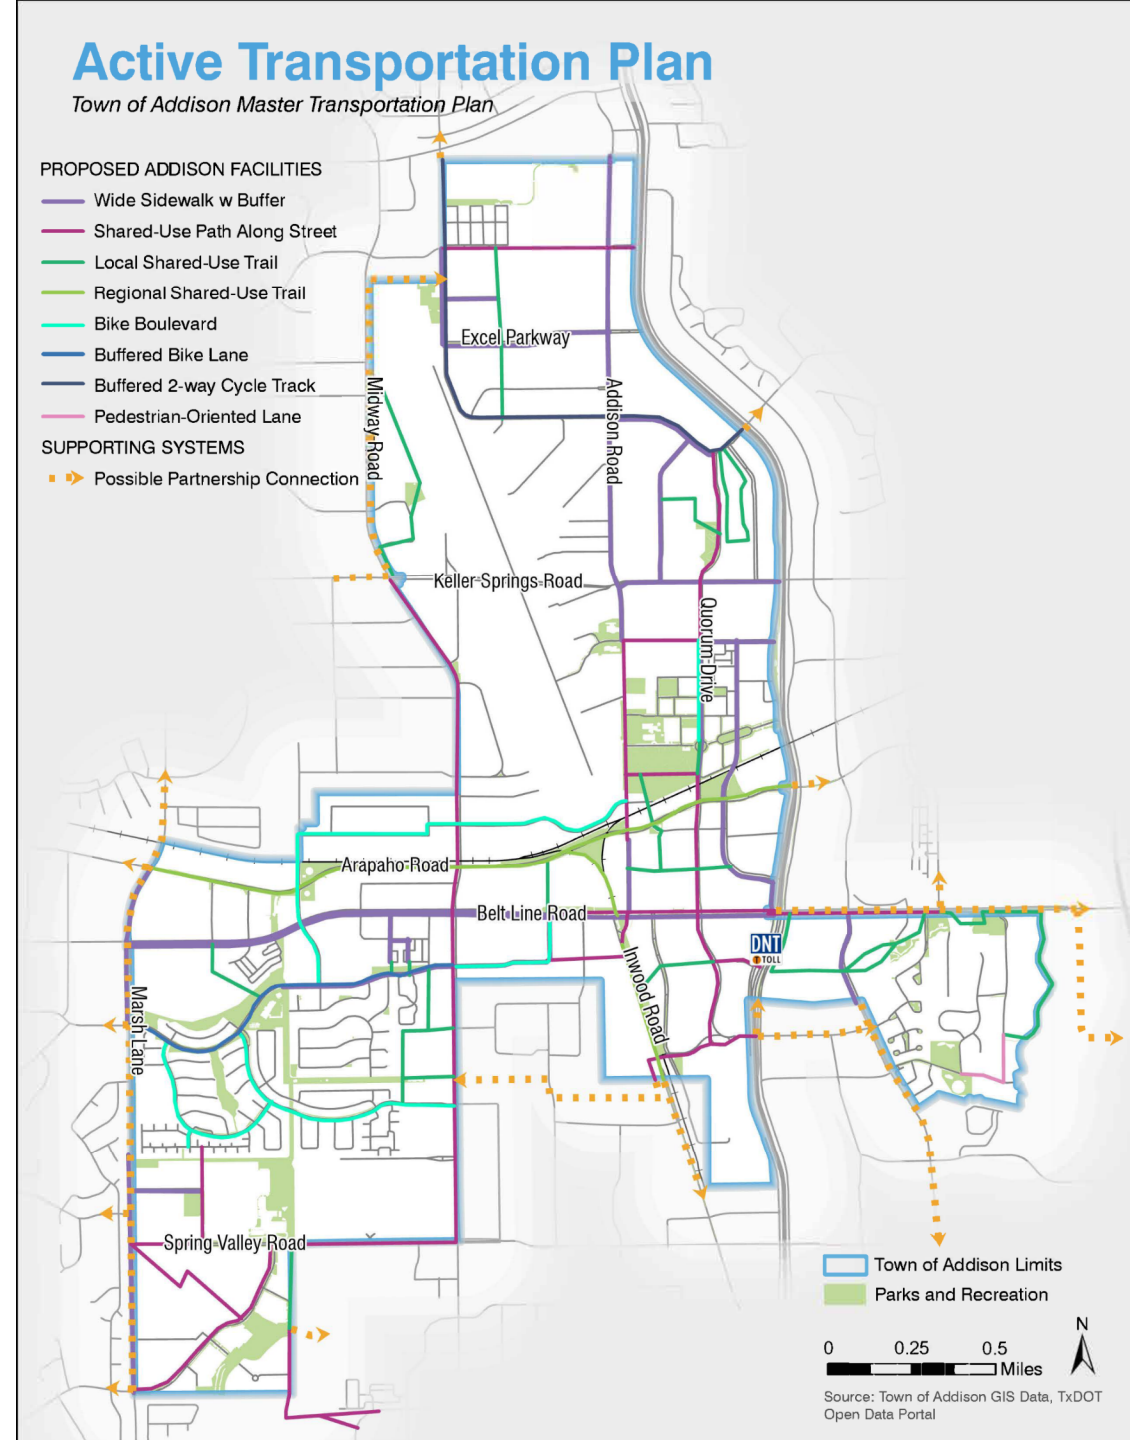 Active Transportation Plan
Town of Addison Master Transportation Plan
PROPOSED ADDISON FACILITIES
Wide Sidewalk w Buffer
Shared-Use Path Along Street
Local Shared-Use Trail
Regional Shared-Use Trail
Bike Boulevard
Buffered Bike Lane
Buffered 2-way Cycle Track
Pedestrian-Oriented Lane
SUPPORTING SYSTEMS
Possible Partnership Connection
Excel Parkway
Midway Road
Addison Road
Keller Springs Road
Quorum Drive
Arapaho Road
Belt Line Road
DNT
TOLL
Inwood Road
Marsh Lane
Spring Valley Road
Town of Addison Limits
Parks and Recreation
N
0 0.25 0.5
Miles
Source: Town of Addison GIS Data, TxDOT
Open Data Portal